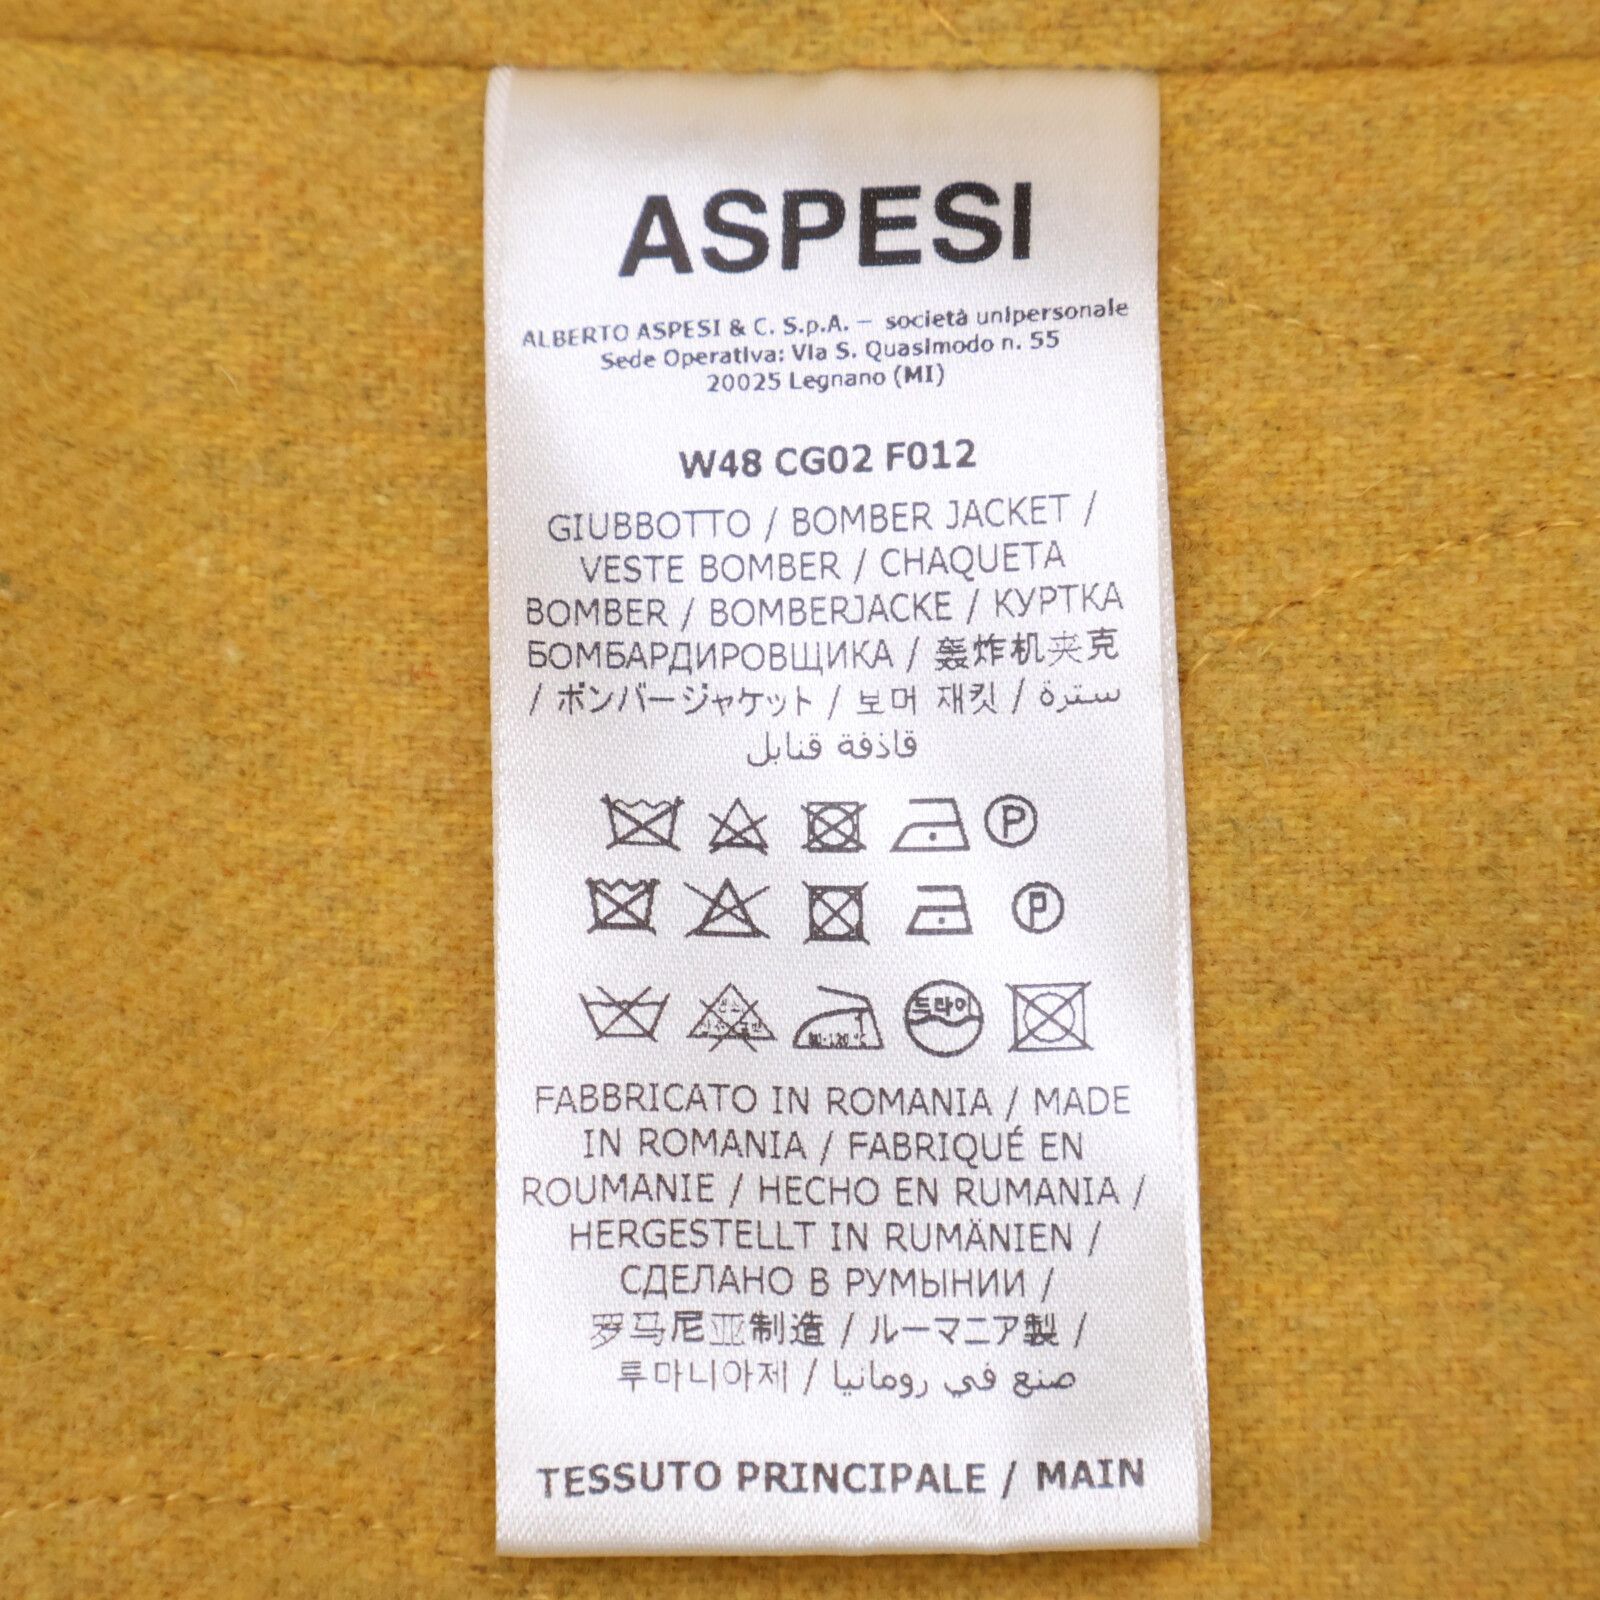 ASPESI
ALBERTO ASPESI & C. S.p.A. – società unipersonale
Sede Operativa: Via S. Quasimodo n. 55
20025 Legnano (MI)
W48 CG02 F012
GIUBBOTTO / BOMBER JACKET /
VESTE BOMBER / CHAQUETA
BOMBER / BOMBERJACKE / КУРТКА
БОМБАРДИРОВЩИКА / 轰炸机夹克
/ ボンバージャケット / 보머 재킷 / سترة
قاذفة قنابل
P
P
드라이
FABBRICATO IN ROMANIA / MADE
IN ROMANIA / FABRIQUÉ EN
ROUMANIE / HECHO EN RUMANIA /
HERGESTELLT IN RUMÄNIEN /
СДЕЛАНО В РУМЫНИИ /
罗马尼亚制造 / ルーマニア製 /
루마니아제 / صنع في رومانيا
TESSUTO PRINCIPALE / MAIN